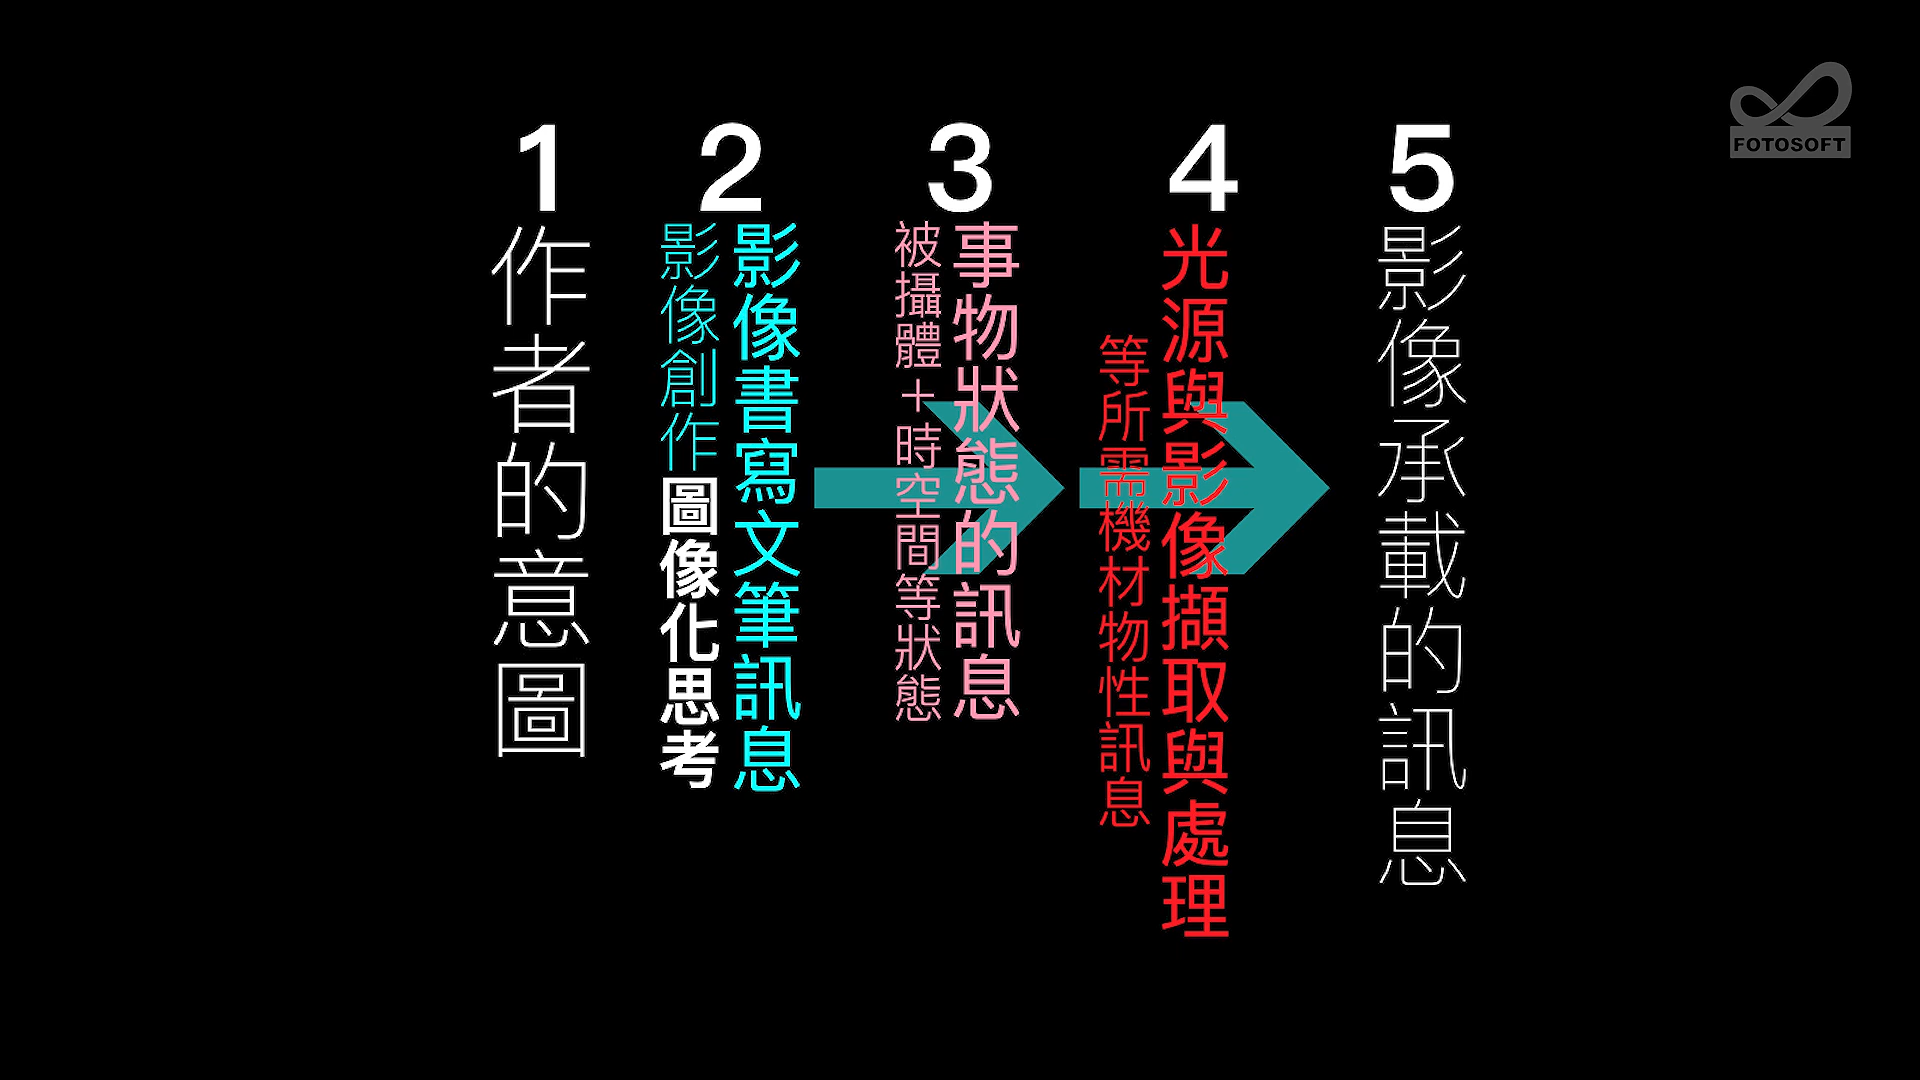 1
作者的意圖
2
影像書寫文筆訊息
影像創作圖像化思考
3
事物狀態的訊息
被攝體+時空間等狀態
4
光源與影像擷取與處理
等所需機材物性訊息
5
影像承載的訊息
FOTOSOFT